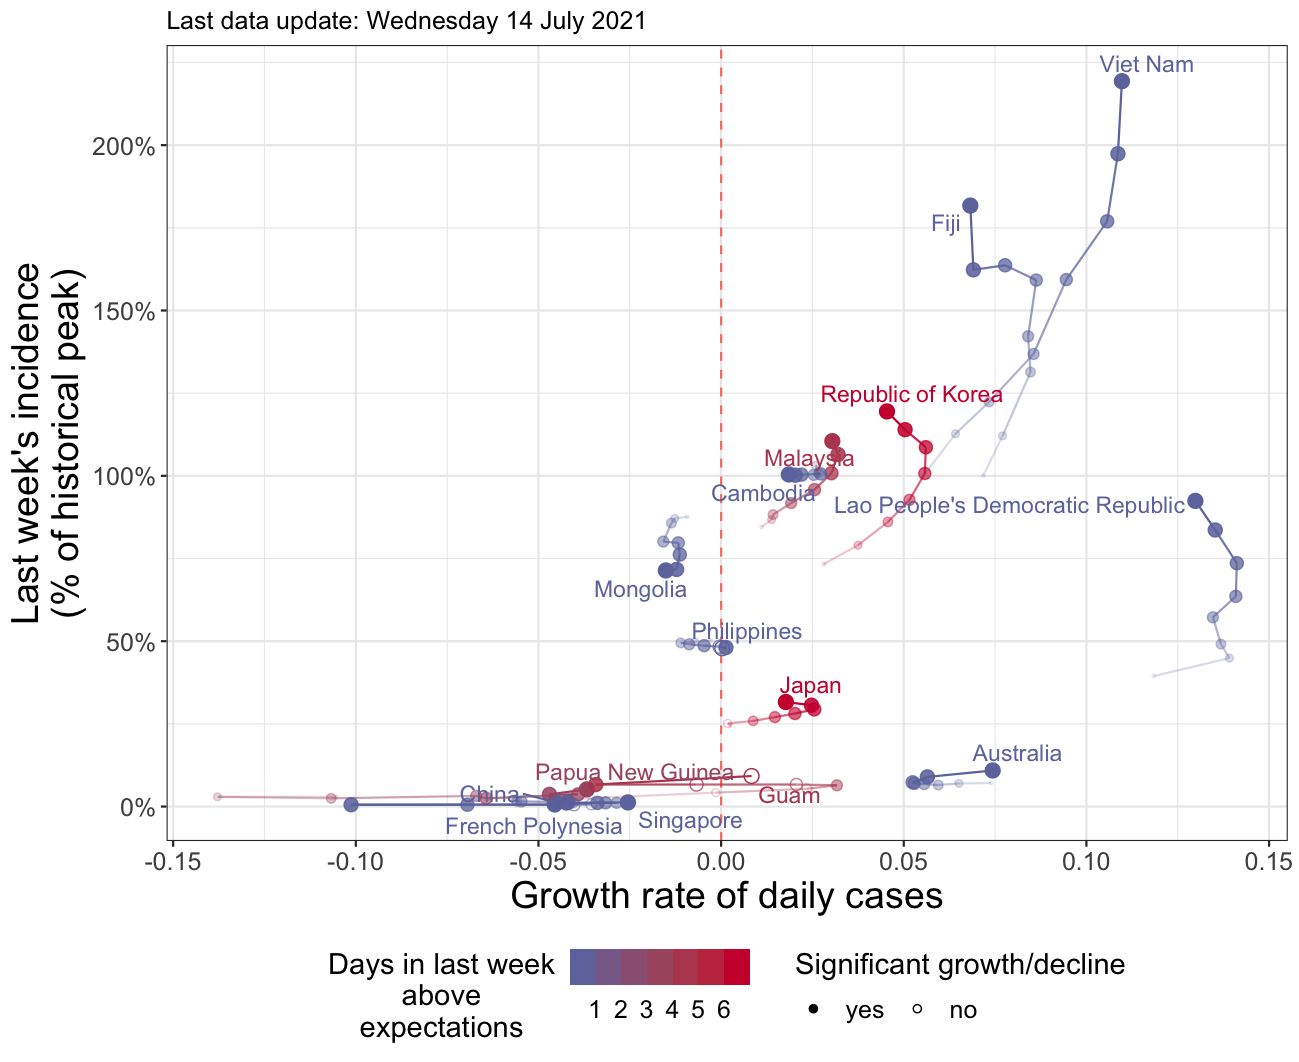 Last data update: Wednesday 14 July 2021
Last week's incidence
(% of historical peak)
200%
150%
100%
50%
0%
Viet Nam
Fiji
Republic of Korea
Malaysia
Cambodia
Lao People's Democratic Republic
Mongolia
Philippines
Japan
Australia
Papua New Guinea
China
Guam
French Polynesia
Singapore
-0.15 -0.10 -0.05 0.00 0.05 0.10 0.15
Growth rate of daily cases
Days in last week
above
expectations
1 2 3 4 5 6
Significant growth/decline
yes no